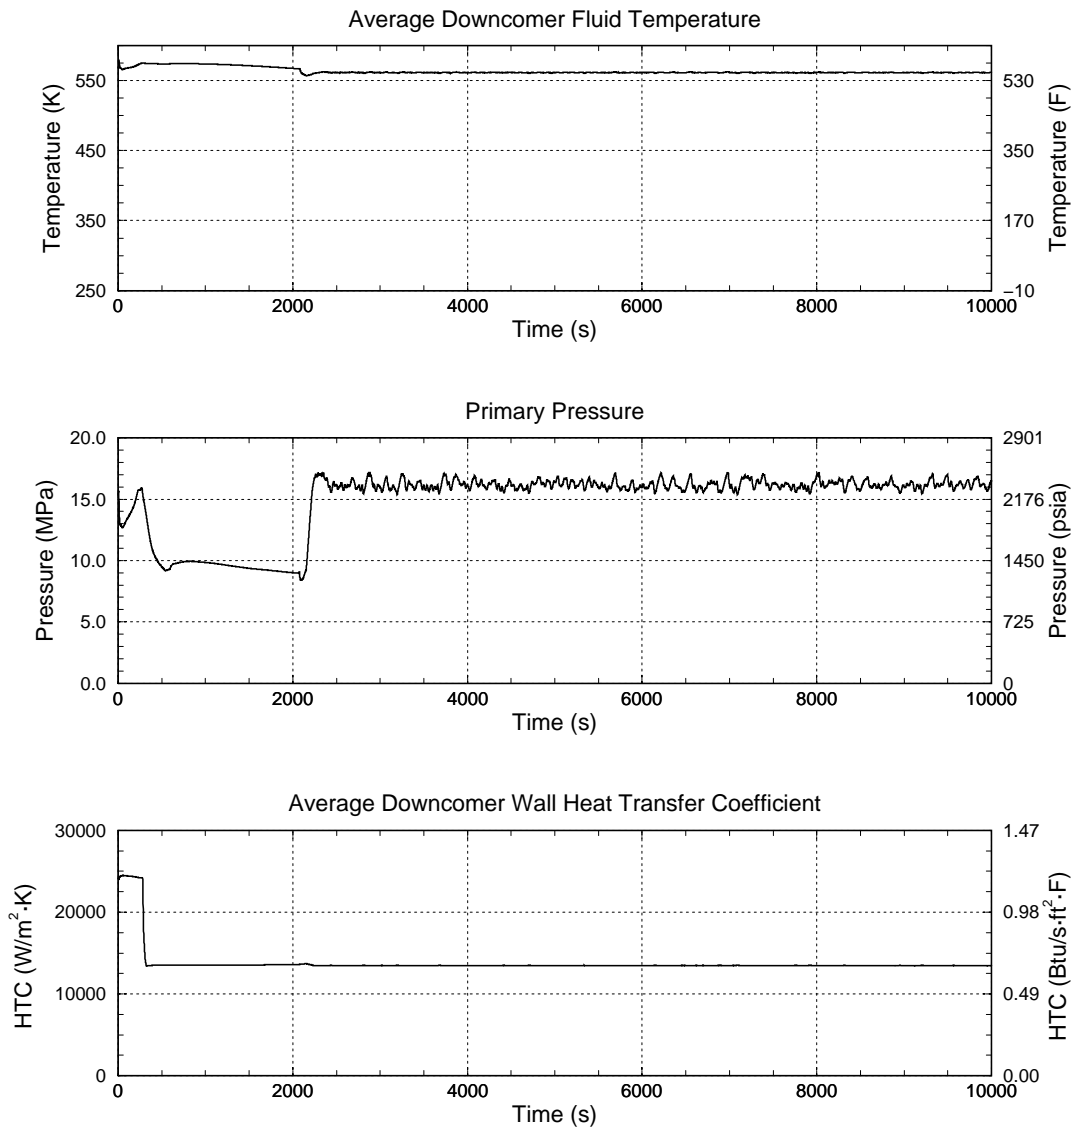 Average Downcomer Fluid Temperature
550
450
350
250
530
350
170
−10
0 2000 4000 6000 8000 10000
Temperature (K)
Temperature (F)
Time (s)
Primary Pressure
20.0
15.0
10.0
5.0
0.0
2901
2176
1450
725
0
0 2000 4000 6000 8000 10000
Pressure (MPa)
Pressure (psia)
Time (s)
Average Downcomer Wall Heat Transfer Coefficient
30000
20000
10000
0
1.47
0.98
0.49
0.00
0 2000 4000 6000 8000 10000
HTC (W/m²·K)
HTC (Btu/s·ft²·F)
Time (s)